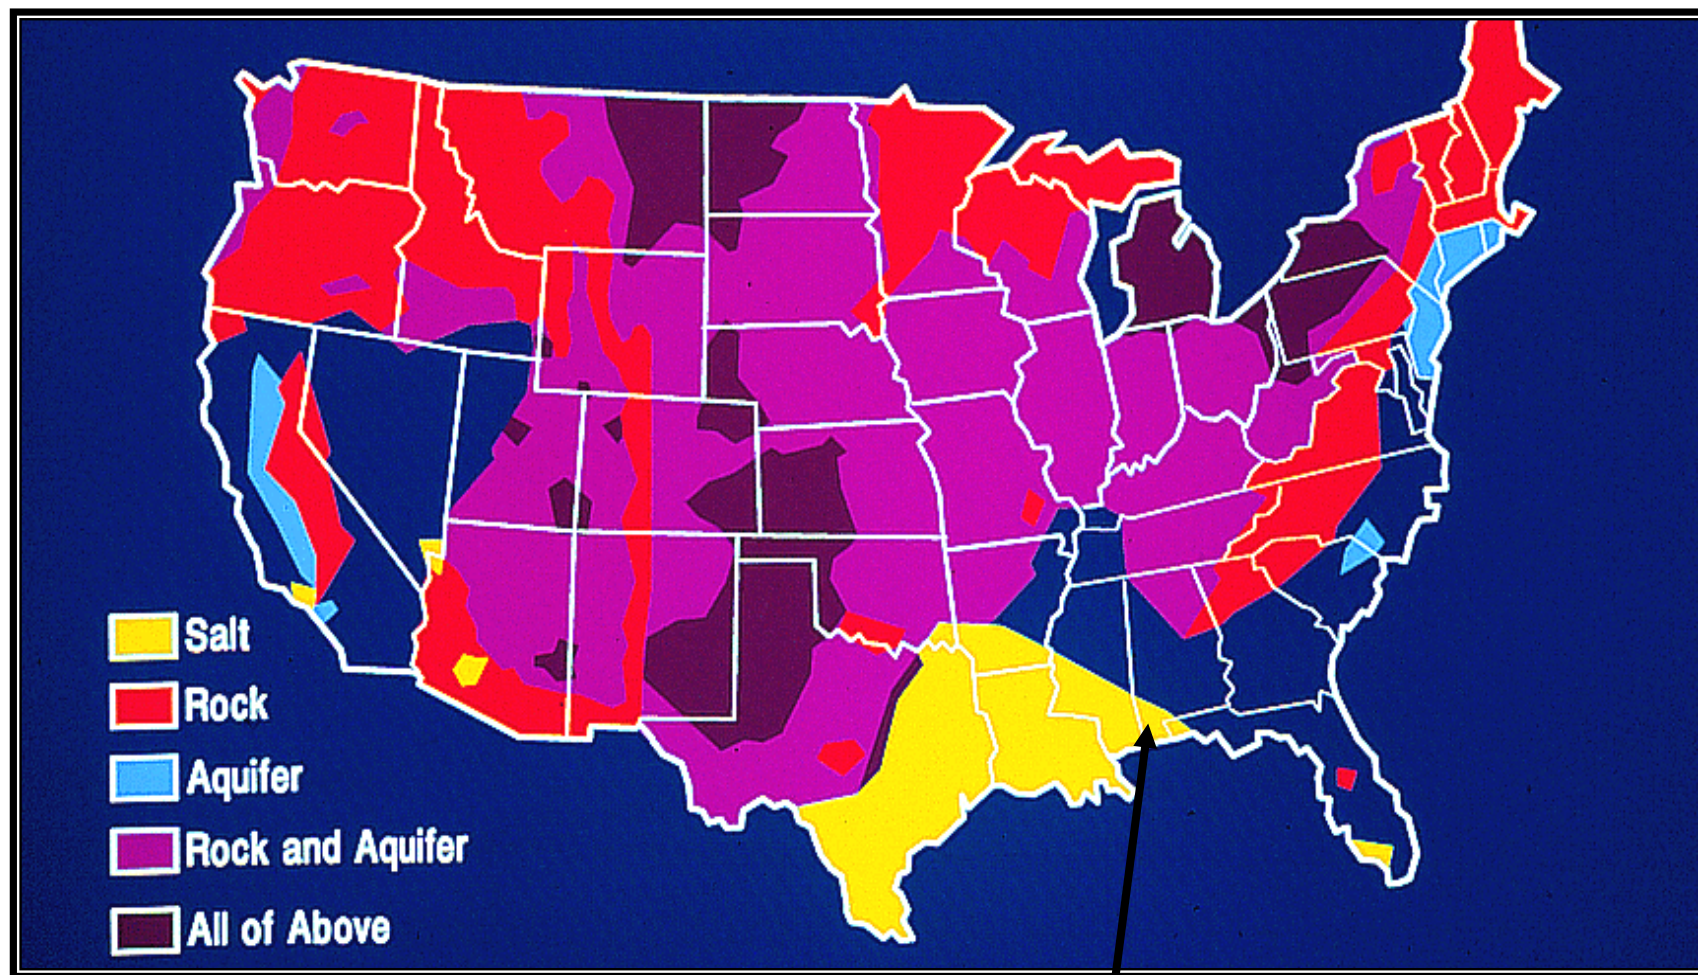 Salt
Rock
Aquifer
Rock and Aquifer
All of Above